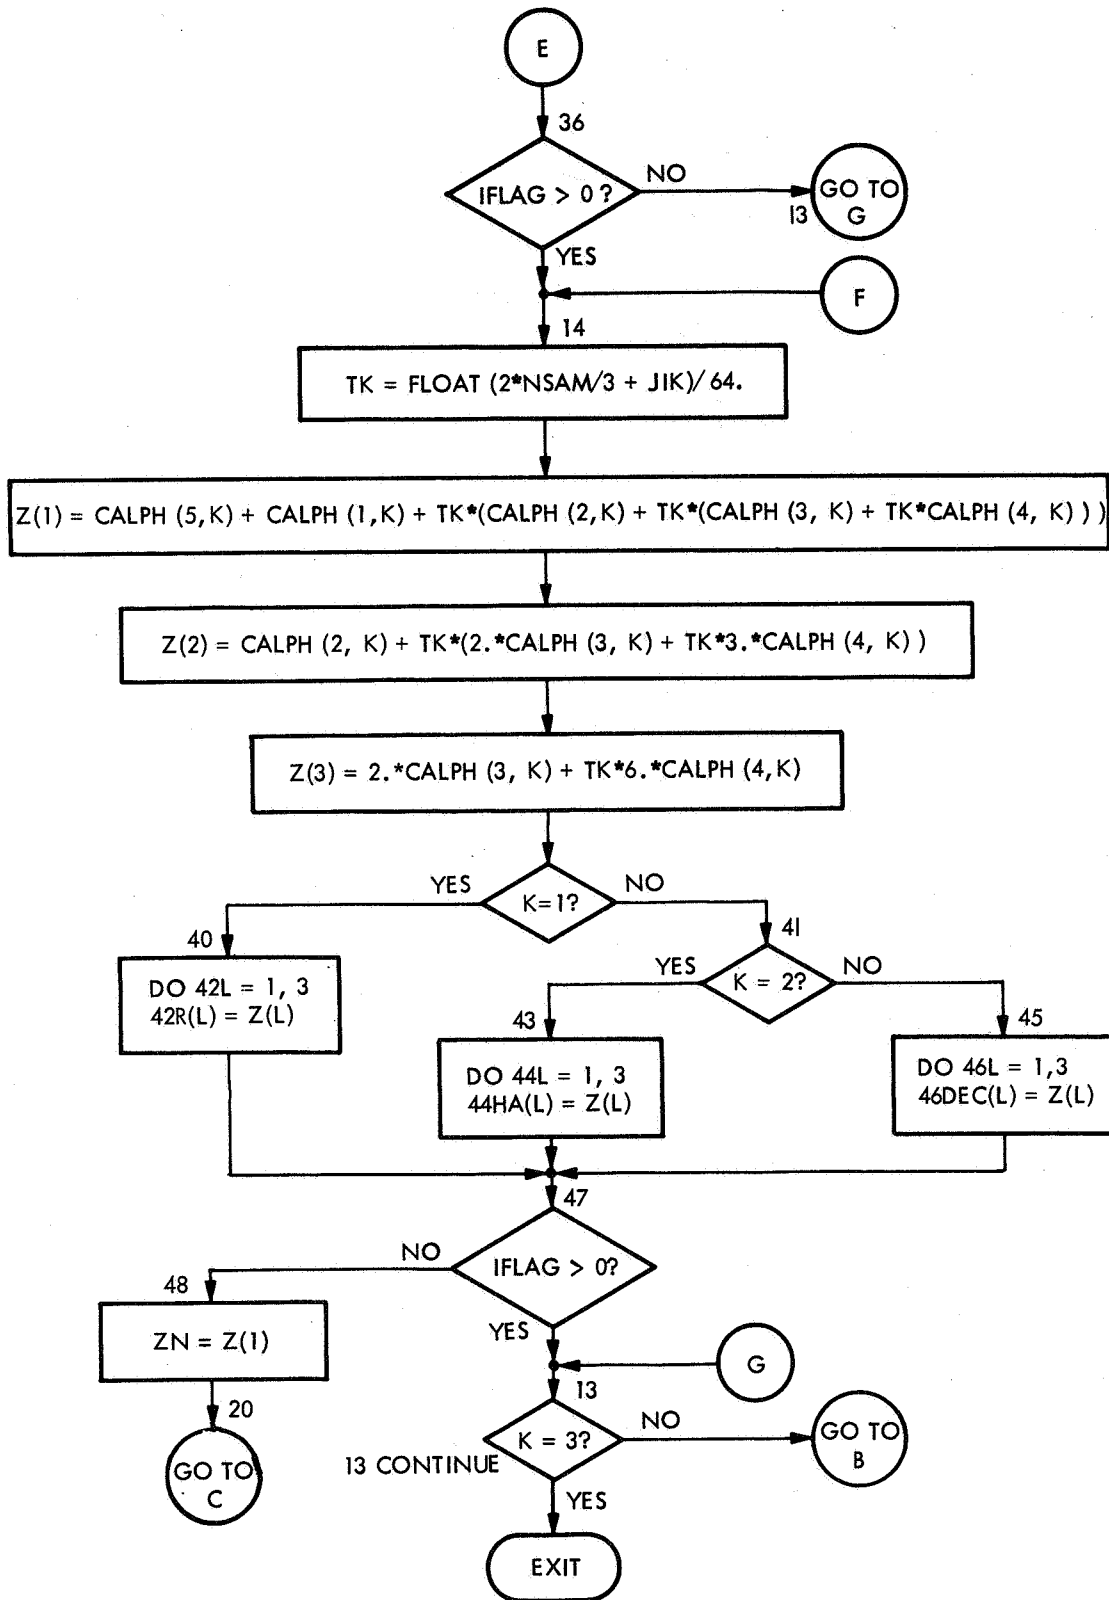 E
36
IFLAG > 0 ?
NO
13
GO TO
G
YES
F
14
TK = FLOAT (2*NSAM/3 + JIK)/ 64.
Z(1) = CALPH (5,K) + CALPH (1,K) + TK*(CALPH (2,K) + TK*(CALPH (3, K) + TK*CALPH (4, K) ) )
Z(2) = CALPH (2, K) + TK*(2.*CALPH (3, K) + TK*3.*CALPH (4, K) )
Z(3) = 2.*CALPH (3, K) + TK*6.*CALPH (4,K)
YES
K=1?
NO
40
41
DO 42L = 1, 3
42R(L) = Z(L)
YES
K = 2?
NO
43
45
DO 44L = 1, 3
44HA(L) = Z(L)
DO 46L = 1,3
46DEC(L) = Z(L)
47
NO
IFLAG > 0?
48
YES
ZN = Z(1)
G
20
13
GO TO
C
13 CONTINUE
K = 3?
NO
GO TO
B
YES
EXIT